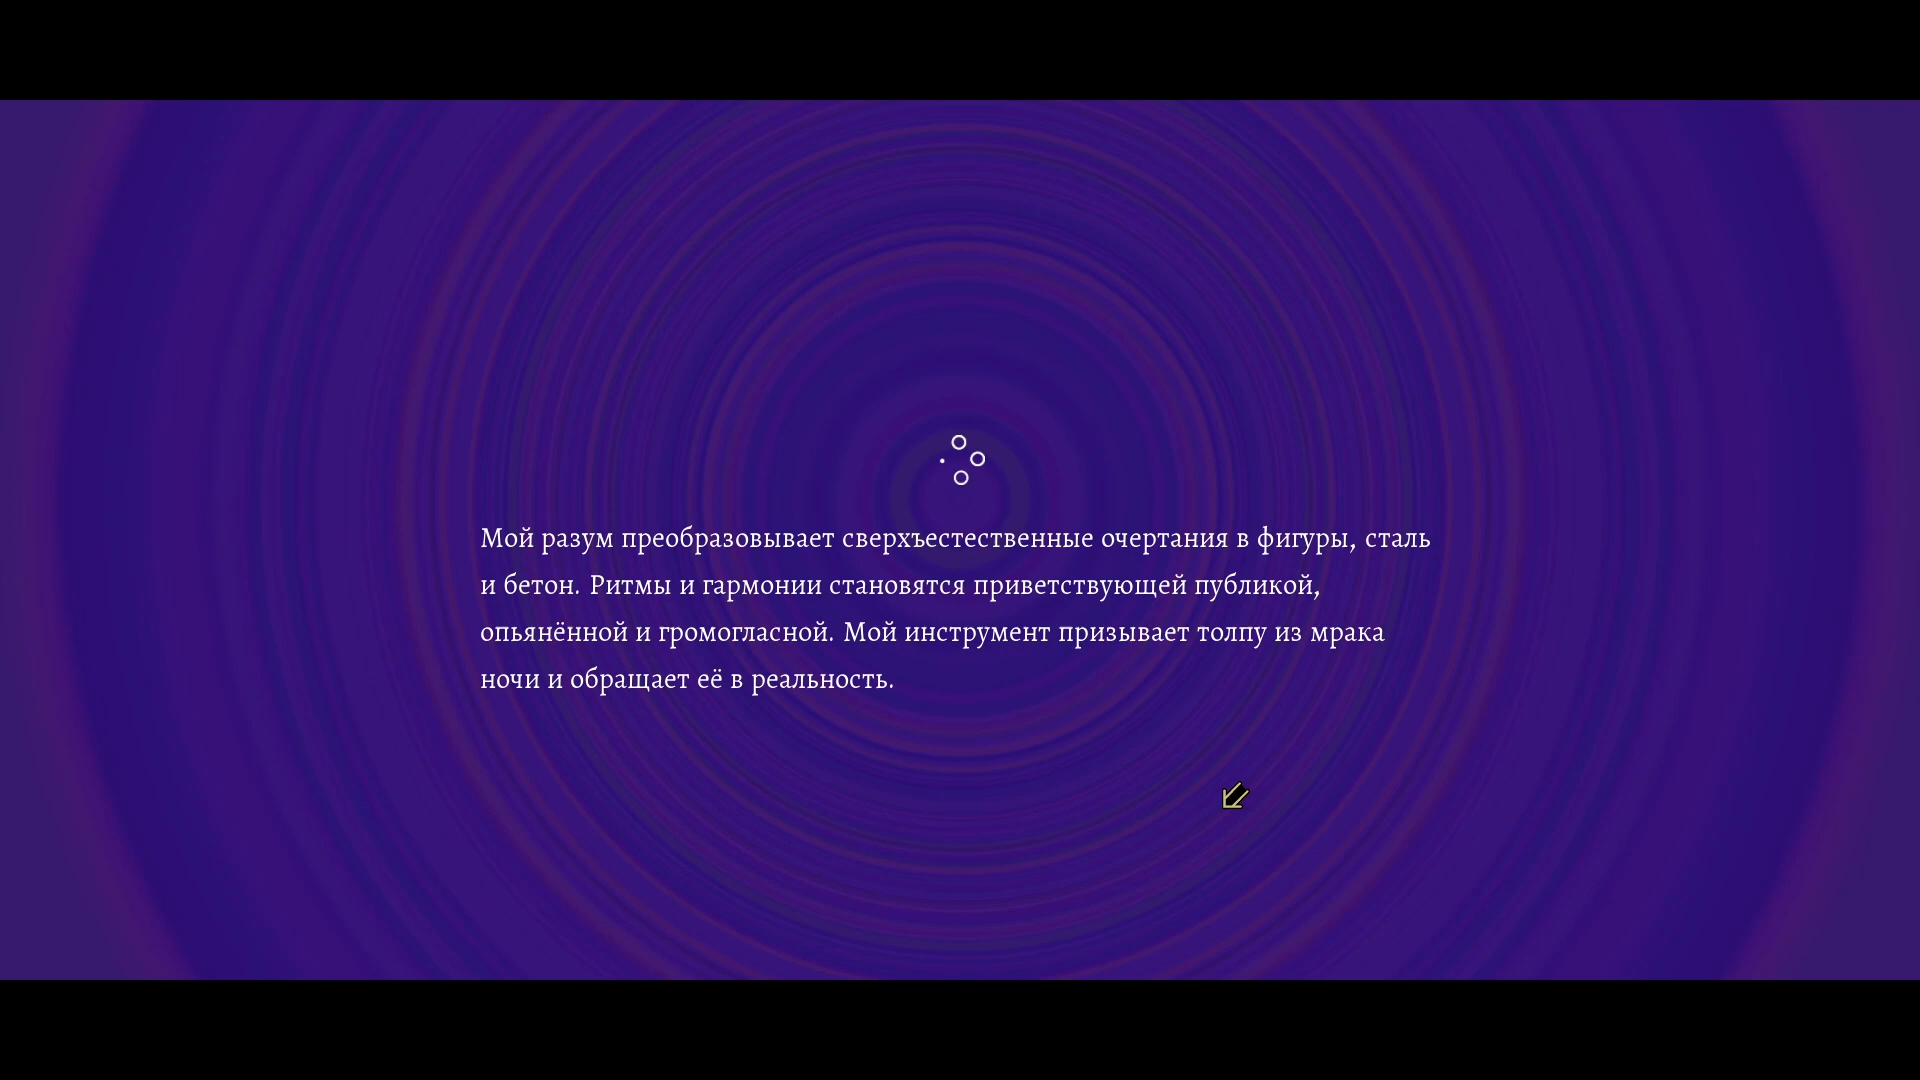 Мой разум преобразовывает сверхъестественные очертания в фигуры, сталь
и бетон. Ритмы и гармонии становятся приветствующей публикой,
опьянённой и громогласной. Мой инструмент призывает толпу из мрака
ночи и обращает её в реальность.